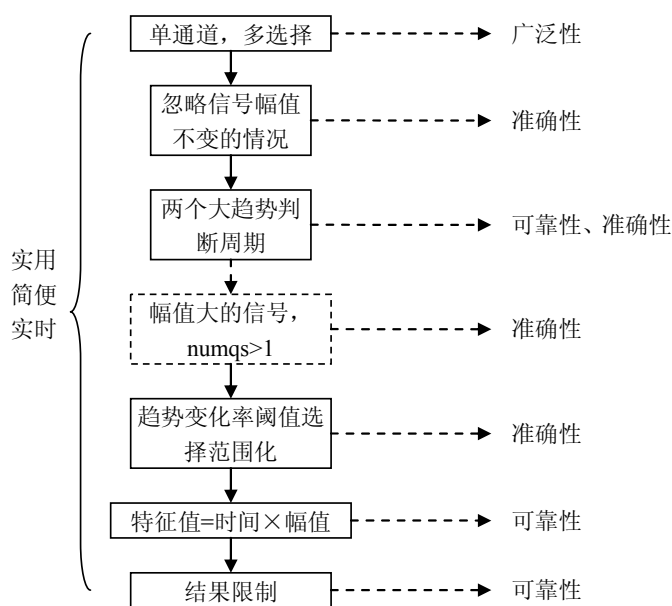 单通道，多选择
广泛性
忽略信号幅值
不变的情况
准确性
两个大趋势判
断周期
可靠性、准确性
实用
简便
实时
幅值大的信号，
numqs>1
准确性
趋势变化率阈值选
择范围化
准确性
特征值=时间×幅值
可靠性
结果限制
可靠性